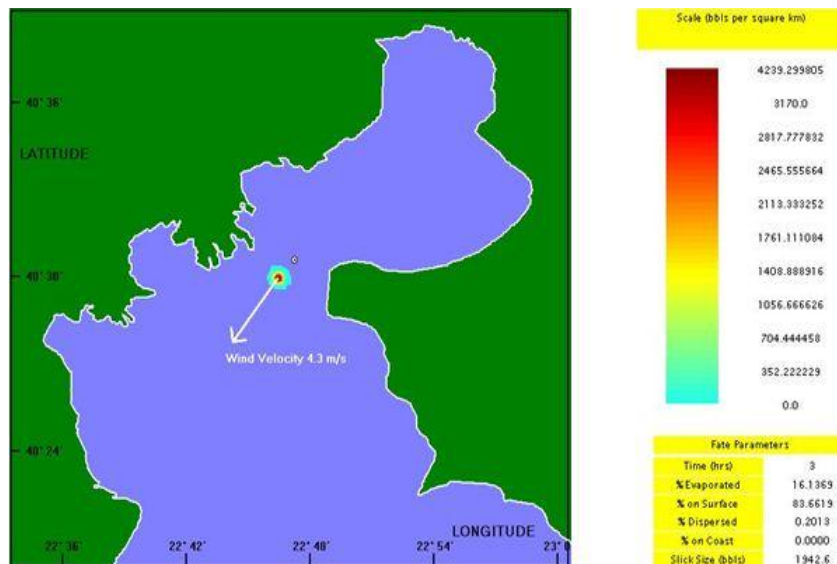 Scale (bbls per square km)
40° 36'
LATITUDE
40° 30'
Wind Velocity 4.3 m/s
40° 24'
LONGITUDE
22° 36'
22° 42'
22° 48'
22° 54'
23° 0
4239.299805
3170.0
2817.777832
2465.555664
2113.333252
1761.111084
1408.888916
1056.666626
704.444458
352.222229
0.0
Fate Parameters
Time (hrs) 3
% Evaporated 16.1369
% on Surface 83.6619
% Dispersed 0.2013
% on Coast 0.0000
Slick Size (bbls) 1942.6